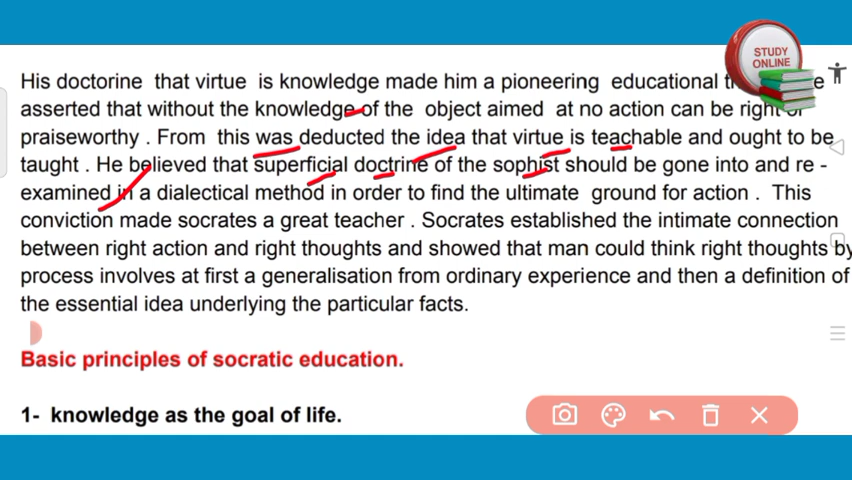 STUDY
ONLINE
His doctorine that virtue is knowledge made him a pioneering educational
asserted that without the knowledge of the object aimed at no action can be right or
praiseworthy . From this was deducted the idea that virtue is teachable and ought to be
taught . He believed that superficial doctrine of the sophist should be gone into and re -
examined in a dialectical method in order to find the ultimate ground for action . This
conviction made socrates a great teacher . Socrates established the intimate connection
between right action and right thoughts and showed that man could think right thoughts by
process involves at first a generalisation from ordinary experience and then a definition of
the essential idea underlying the particular facts.
Basic principles of socratic education.
1- knowledge as the goal of life.